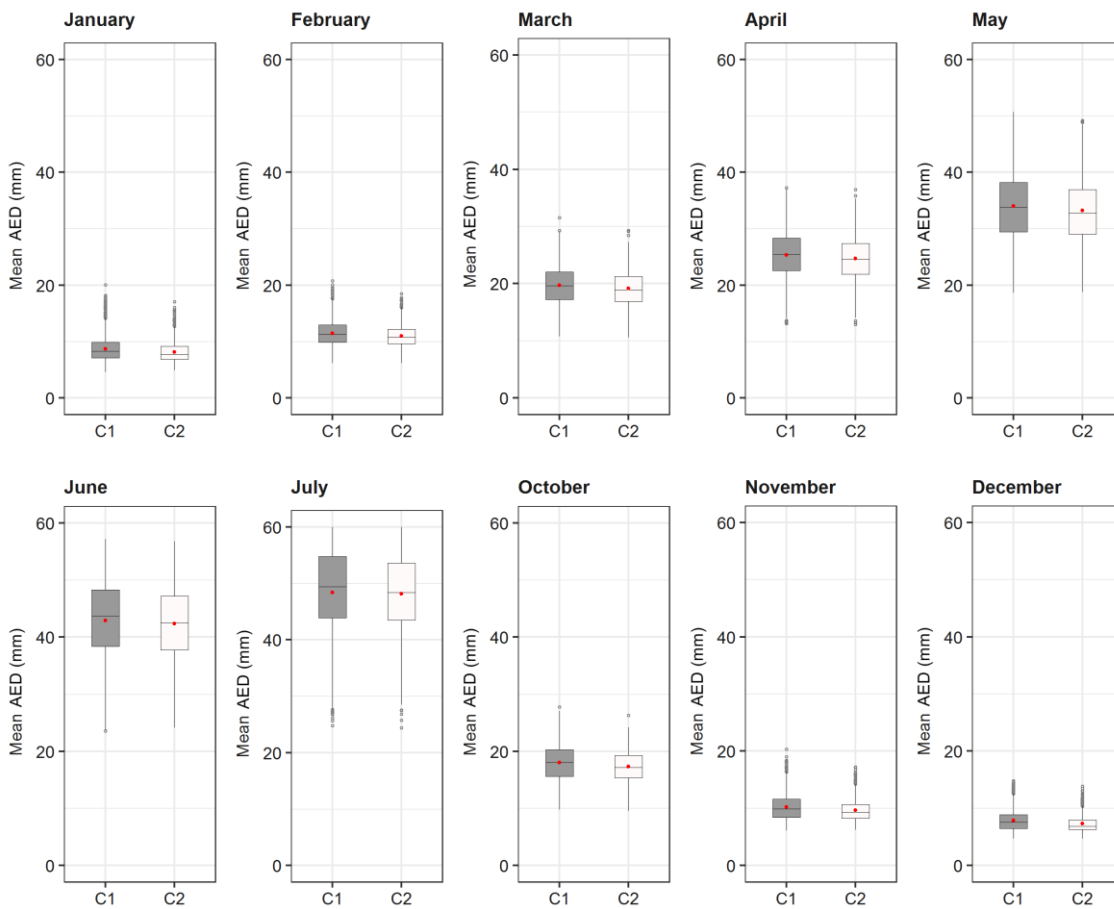 January
Mean AED (mm)
60
40
20
0
C1 C2
February
Mean AED (mm)
60
40
20
0
C1 C2
March
Mean AED (mm)
60
40
20
0
C1 C2
April
Mean AED (mm)
60
40
20
0
C1 C2
May
Mean AED (mm)
60
40
20
0
C1 C2
June
Mean AED (mm)
60
40
20
0
C1 C2
July
Mean AED (mm)
60
40
20
0
C1 C2
October
Mean AED (mm)
60
40
20
0
C1 C2
November
Mean AED (mm)
60
40
20
0
C1 C2
December
Mean AED (mm)
60
40
20
0
C1 C2